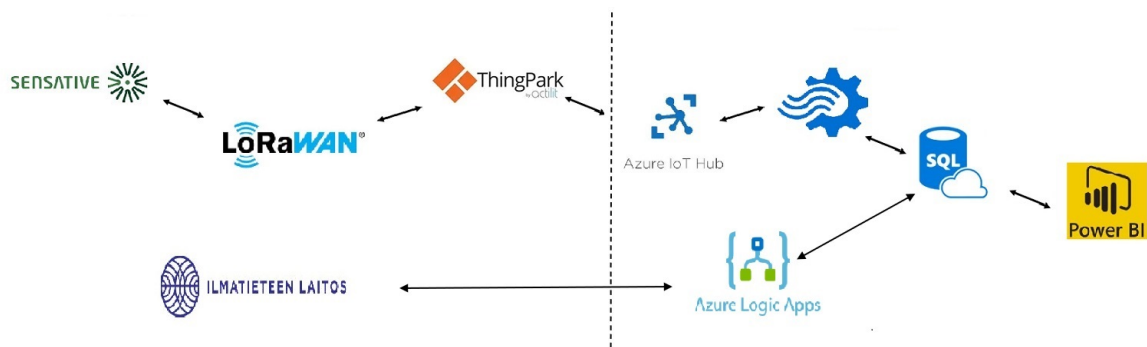 SENSATIVE
LoRaWAN®
ThingPark
by actility
Azure IoT Hub
SQL
Power BI
ILMATIETEEN LAITOS
Azure Logic Apps